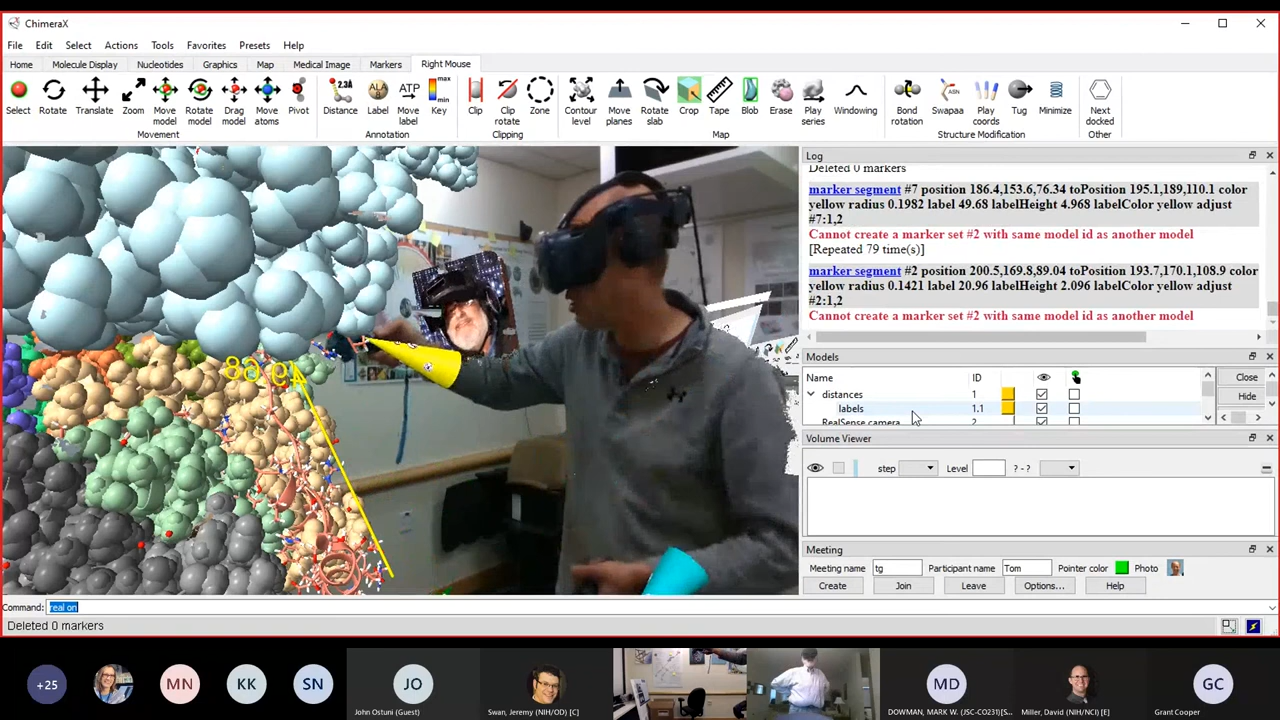 ChimeraX
File Edit Select Actions Tools Favorites Presets Help
Home Molecule Display Nucleotides Graphics Map Medical Image Markers Right Mouse
Select Rotate Translate Zoom Move model Rotate model Drag model Move atoms Pivot
Movement
2.3Å
ALA
ATP
max
min
Distance Label Move label Key
Annotation
Clip Clip rotate Zone
Clipping
Contour level Move planes Rotate slab Crop Tape Blob Erase Play series Windowing
Map
ASN
Bond rotation Swapaa Play coords Tug Minimize
Structure Modification
Next docked
Other
Log
Deleted 0 markers
marker segment #7 position 186.4,153.6,76.34 toPosition 195.1,189,110.1 color
yellow radius 0.1982 label 49.68 labelHeight 4.968 labelColor yellow adjust
#7:1,2
Cannot create a marker set #2 with same model id as another model
[Repeated 79 time(s)]
marker segment #2 position 200.5,169.8,89.04 toPosition 193.7,170.1,108.9 color
yellow radius 0.1421 label 20.96 labelHeight 2.096 labelColor yellow adjust
#2:1,2
Cannot create a marker set #2 with same model id as another model
Models
Name ID
distances 1
labels 1.1
RealSense camera 2
Close
Hide
Volume Viewer
step Level ? - ?
Meeting
Meeting name tg Participant name Tom Pointer color Photo
Create Join Leave Options... Help
Command: real on
Deleted 0 markers
+25 MN KK SN JO MD GC
John Ostuni (Guest) Swan, Jeremy (NIH/OD) [C] DOWMAN, MARK W. (JSC-CO231)[S... Miller, David (NIH/NCI) [E] Grant Cooper